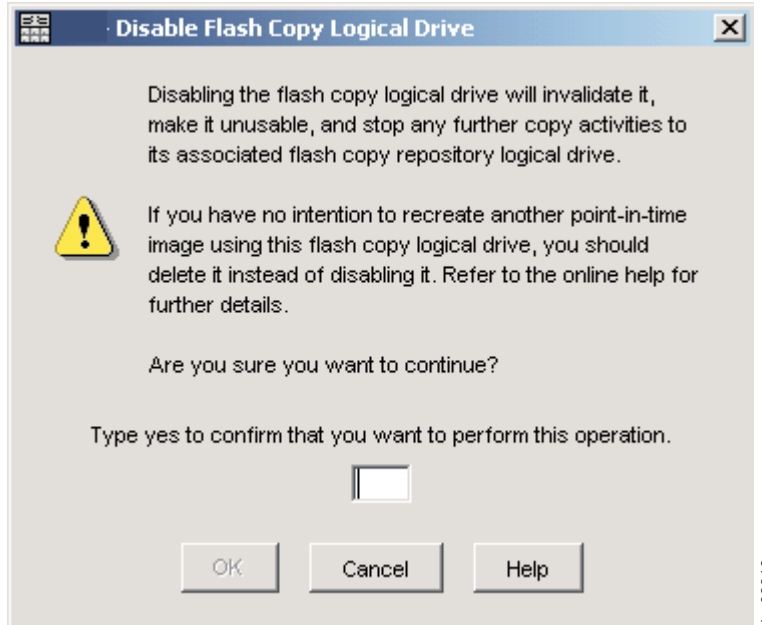 Disable Flash Copy Logical Drive
Disabling the flash copy logical drive will invalidate it,
make it unusable, and stop any further copy activities to
its associated flash copy repository logical drive.
If you have no intention to recreate another point-in-time
image using this flash copy logical drive, you should
delete it instead of disabling it. Refer to the online help for
further details.
Are you sure you want to continue?
Type yes to confirm that you want to perform this operation.
OK
Cancel
Help